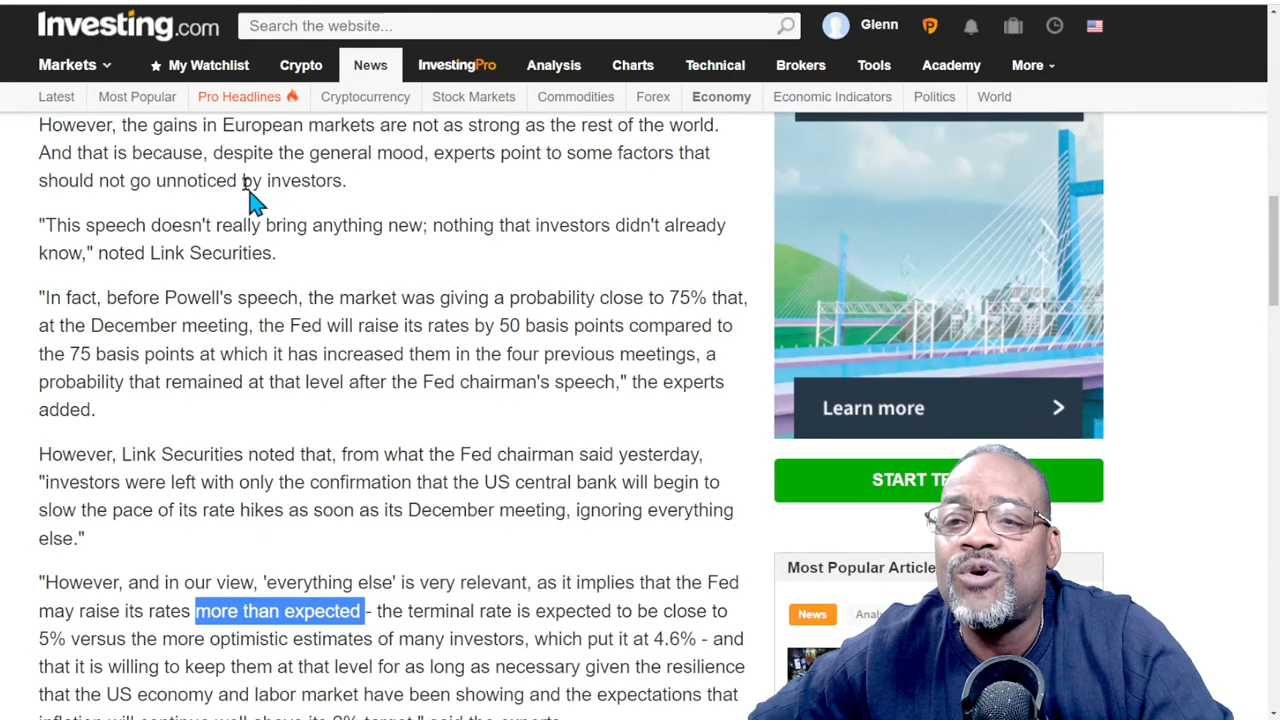 Investing.com
Search the website...
Glenn
Markets
My Watchlist
Crypto
News
InvestingPro
Analysis
Charts
Technical
Brokers
Tools
Academy
More
Latest
Most Popular
Pro Headlines
Cryptocurrency
Stock Markets
Commodities
Forex
Economy
Economic Indicators
Politics
World
However, the gains in European markets are not as strong as the rest of the world.
And that is because, despite the general mood, experts point to some factors that
should not go unnoticed by investors.
"This speech doesn't really bring anything new; nothing that investors didn't already
know," noted Link Securities.
"In fact, before Powell's speech, the market was giving a probability close to 75% that,
at the December meeting, the Fed will raise its rates by 50 basis points compared to
the 75 basis points at which it has increased them in the four previous meetings, a
probability that remained at that level after the Fed chairman's speech," the experts
added.
However, Link Securities noted that, from what the Fed chairman said yesterday,
"investors were left with only the confirmation that the US central bank will begin to
slow the pace of its rate hikes as soon as its December meeting, ignoring everything
else."
"However, and in our view, 'everything else' is very relevant, as it implies that the Fed
may raise its rates more than expected - the terminal rate is expected to be close to
5% versus the more optimistic estimates of many investors, which put it at 4.6% - and
that it is willing to keep them at that level for as long as necessary given the resilience
that the US economy and labor market have been showing and the expectations that
inflation will continue well above its 2% target," said the experts.
Learn more
START
Most Popular
News